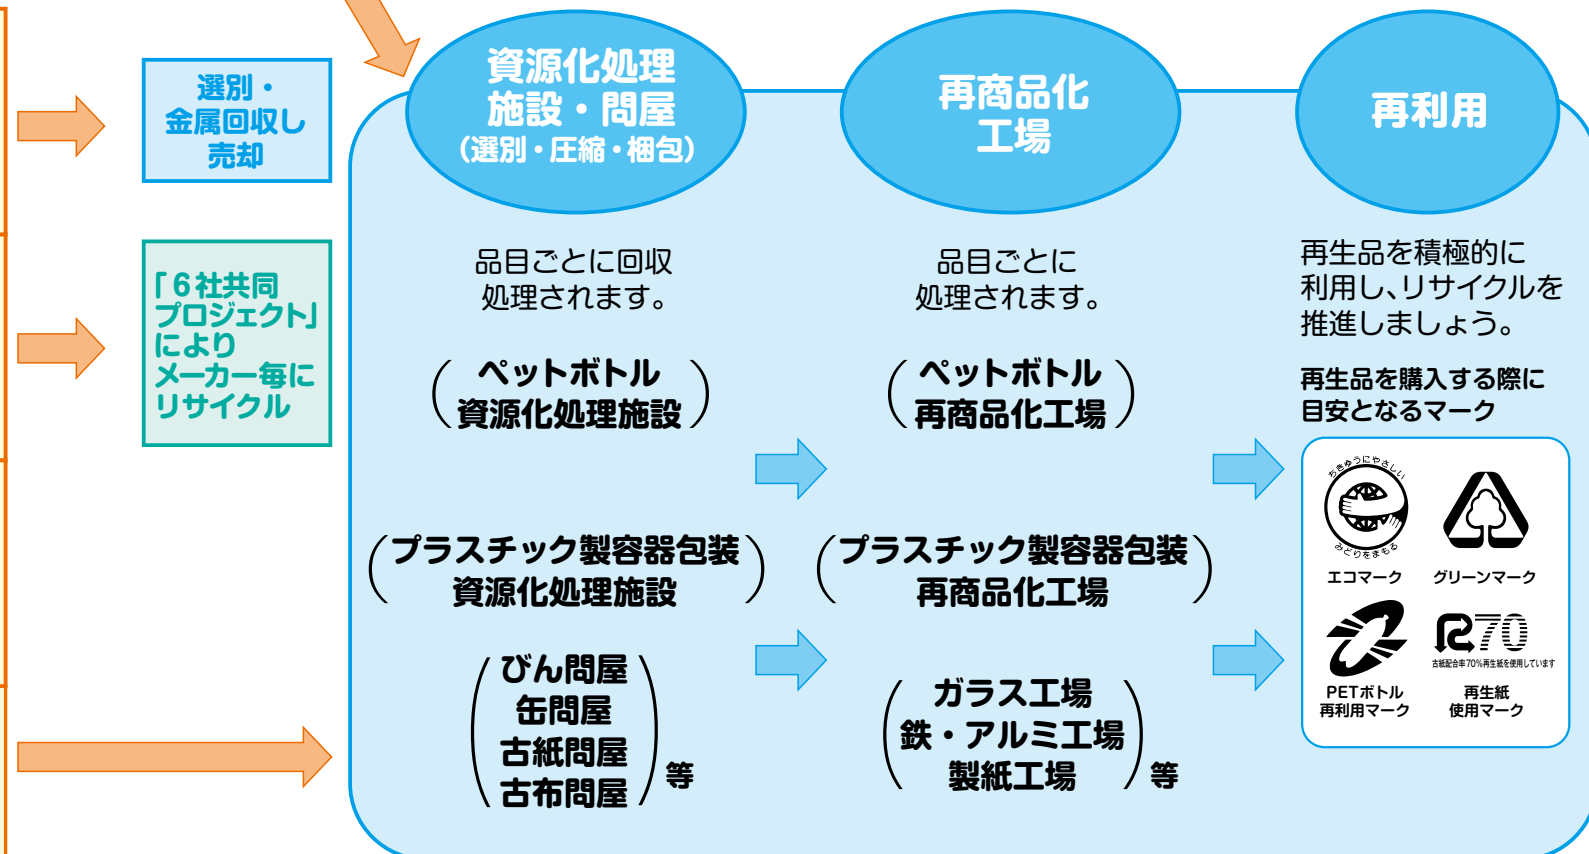 選別・
金属回収し
売却
「6社共同
プロジェクト」
により
メーカー毎に
リサイクル
資源化処理
施設・問屋
(選別・圧縮・梱包)
品目ごとに回収
処理されます。
ペットボトル
資源化処理施設
プラスチック製容器包装
資源化処理施設
びん問屋
缶問屋
古紙問屋
古布問屋
等
再商品化
工場
品目ごとに
処理されます。
ペットボトル
再商品化工場
プラスチック製容器包装
再商品化工場
ガラス工場
鉄・アルミ工場
製紙工場
等
再利用
再生品を積極的に
利用し、リサイクルを
推進しましょう。
再生品を購入する際に
目安となるマーク
ちきゅうにやさしい
みどりをまもる
エコマーク
グリーンマーク
PETボトル
再利用マーク
R70
古紙配合率70%再生紙を使用しています
再生紙
使用マーク